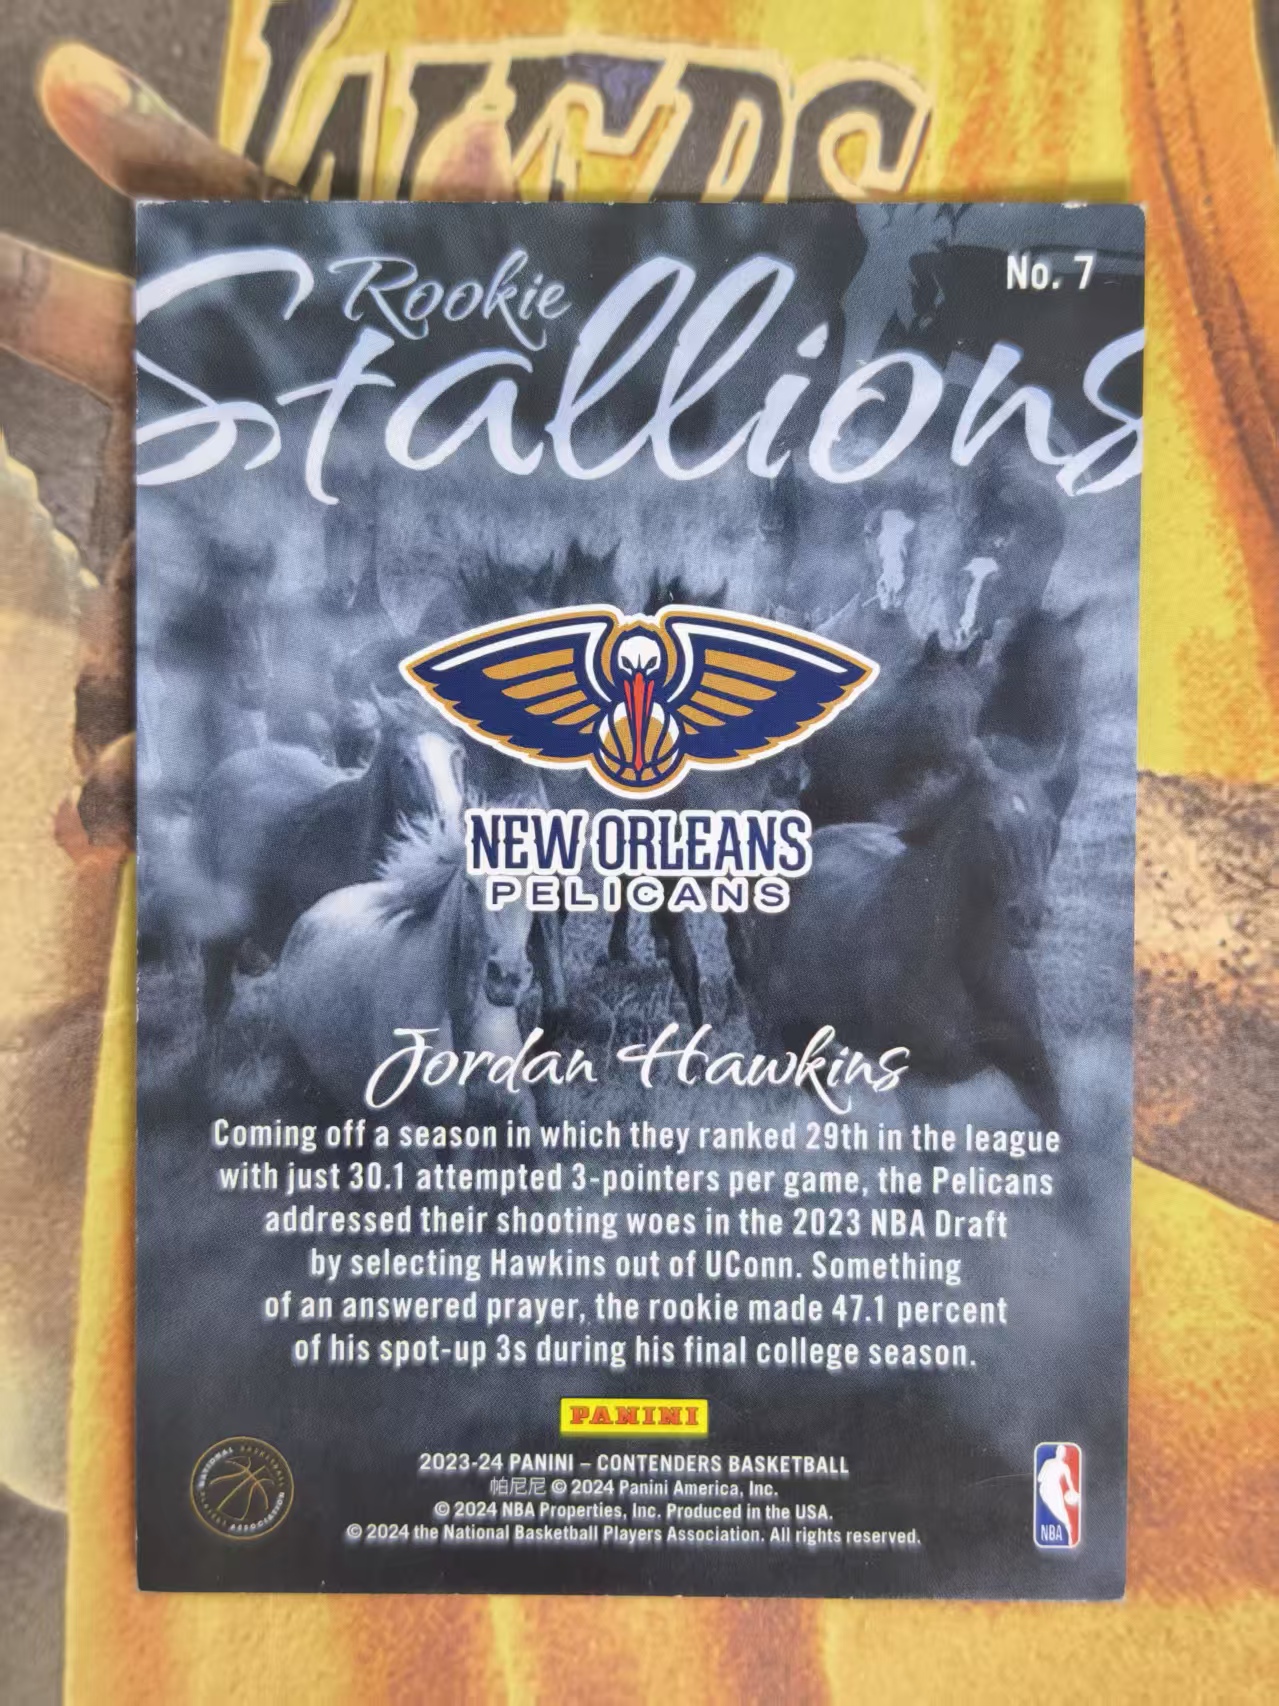 LAKERS
Rookie
Stallions
No. 7
NEW ORLEANS
PELICANS
Jordan Hawkins
Coming off a season in which they ranked 29th in the league
with just 30.1 attempted 3-pointers per game, the Pelicans
addressed their shooting woes in the 2023 NBA Draft
by selecting Hawkins out of UConn. Something
of an answered prayer, the rookie made 47.1 percent
of his spot-up 3s during his final college season.
PANINI
2023-24 PANINI – CONTENDERS BASKETBALL
帕尼尼 © 2024 Panini America, Inc.
© 2024 NBA Properties, Inc. Produced in the USA.
© 2024 the National Basketball Players Association. All rights reserved.
NATIONAL BASKETBALL PLAYERS ASSOCIATION
NBA